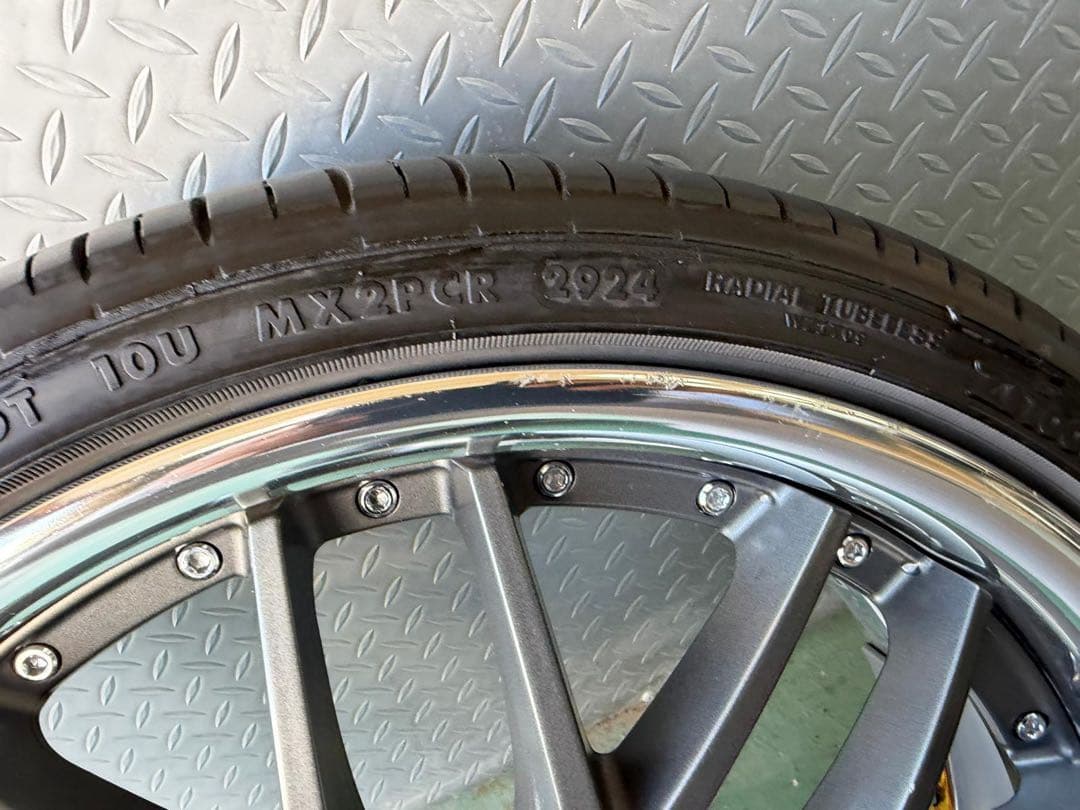 10U MX2PCR 2924 RADIAL TUBELESS